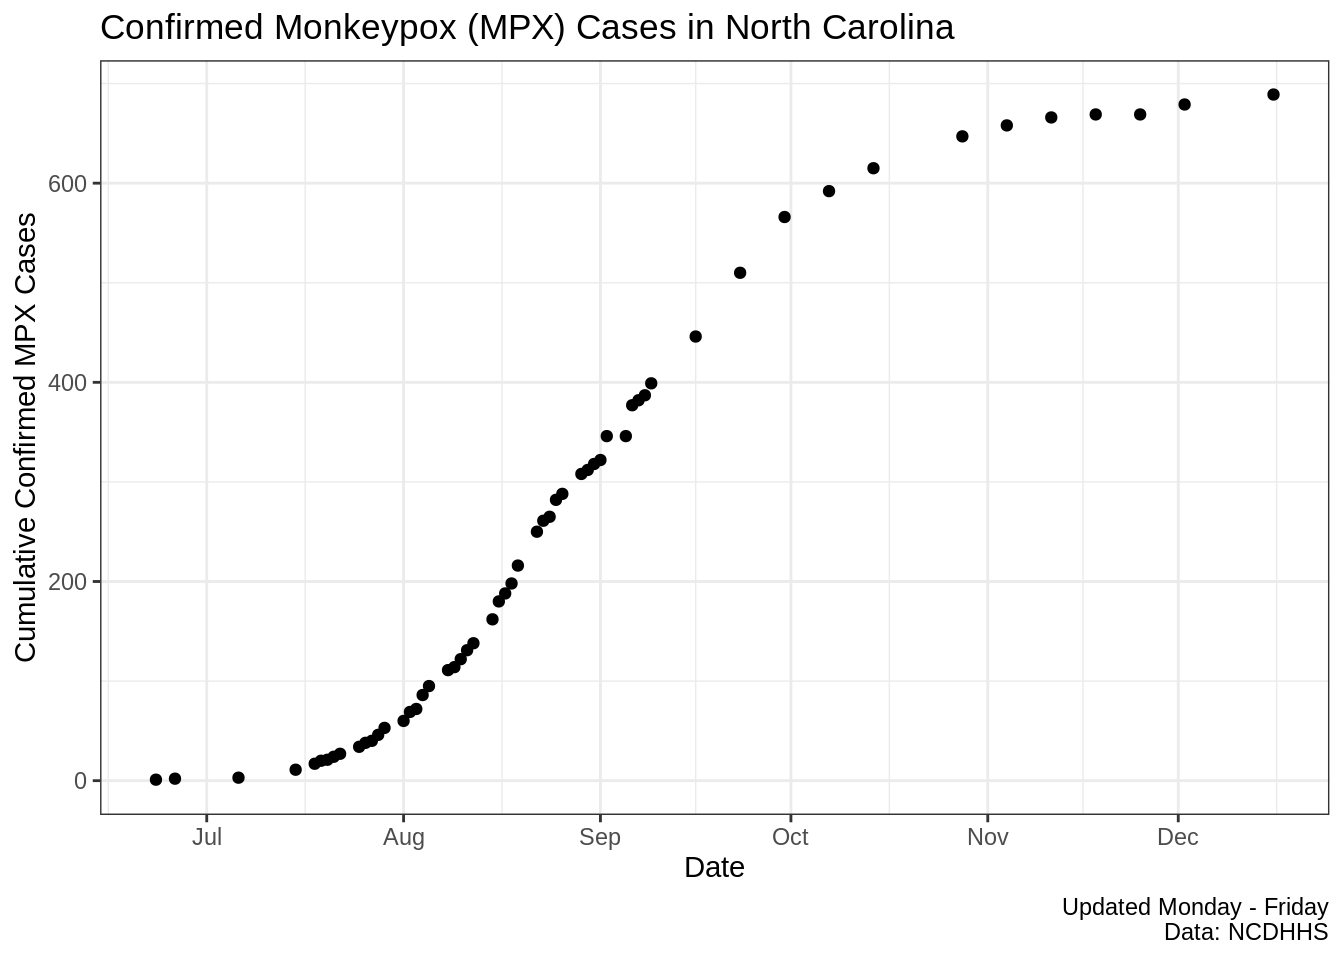 Confirmed Monkeypox (MPX) Cases in North Carolina
Cumulative Confirmed MPX Cases
600
400
200
0
Jul Aug Sep Oct Nov Dec
Date
Updated Monday - Friday
Data: NCDHHS